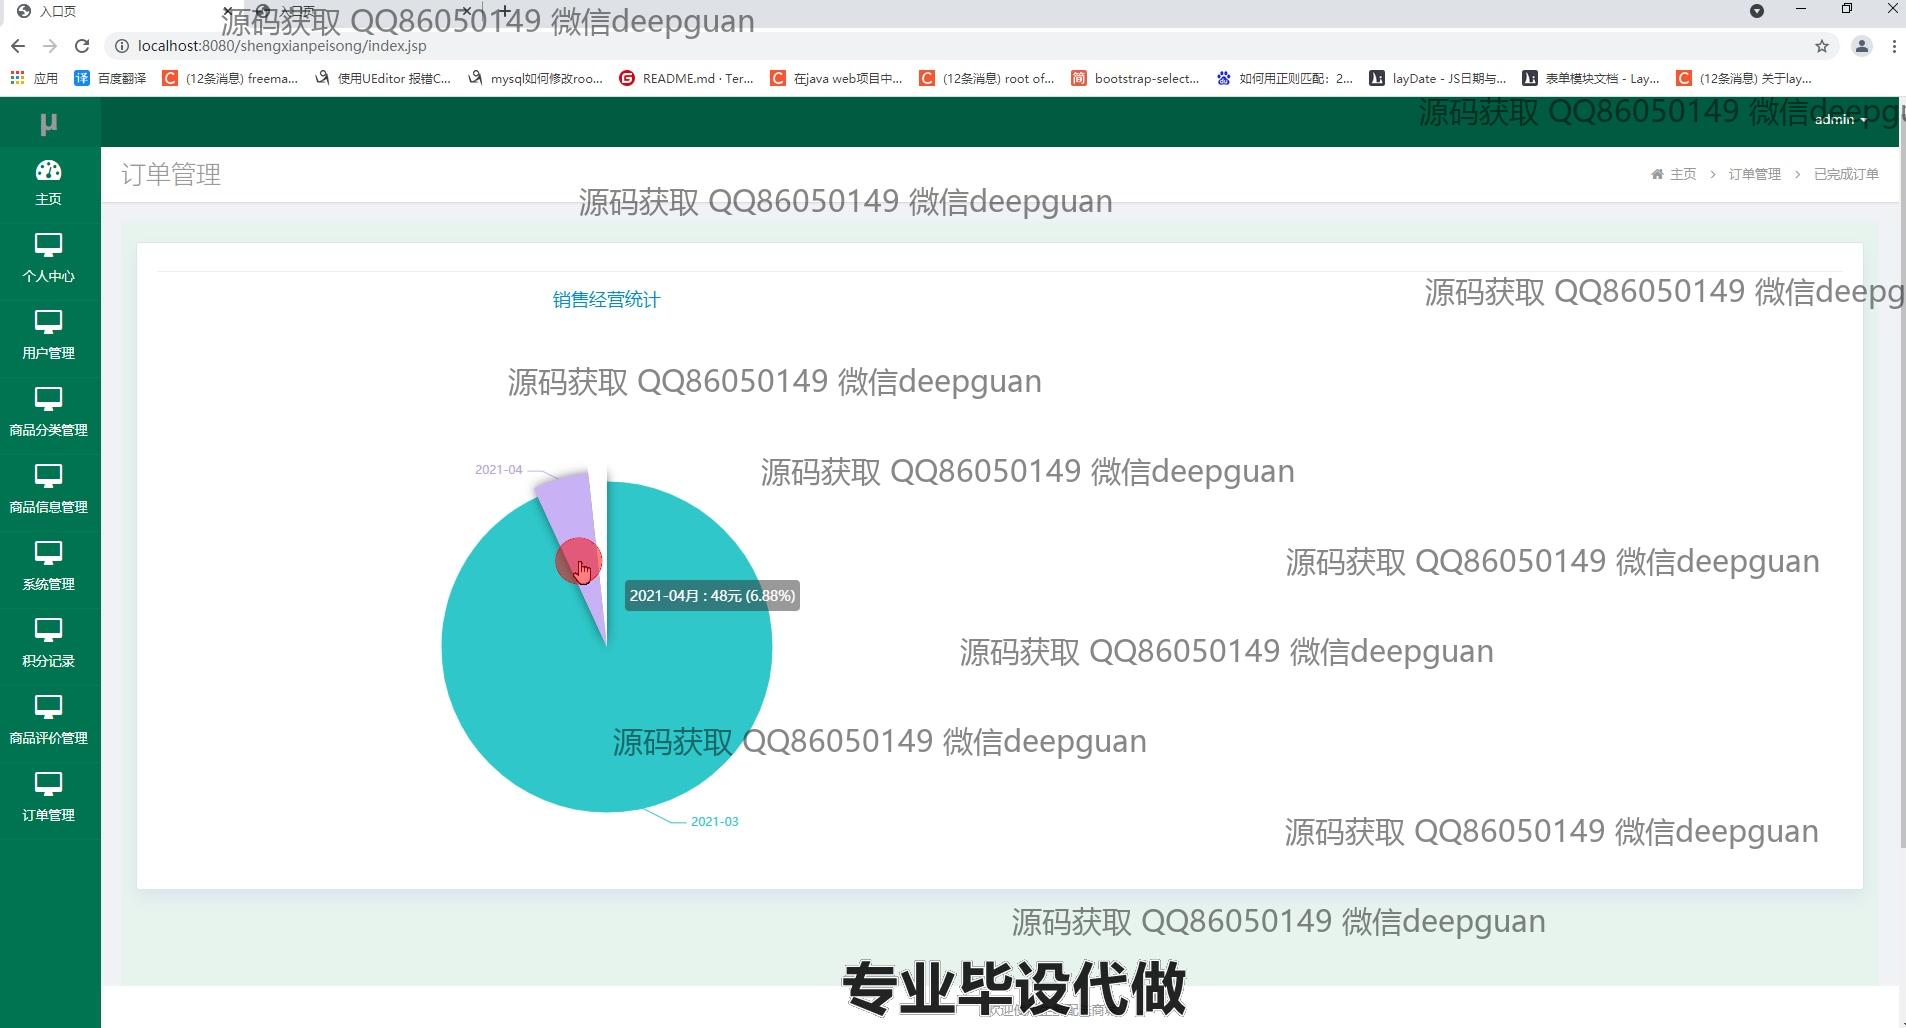 入口页
入口页
源码获取 QQ86050149 微信deepguan
localhost:8080/shengxianpeisong/index.jsp
应用
百度翻译
(12条消息) freema...
使用UEditor 报错C...
mysql如何修改roo...
README.md · Ter...
在java web项目中...
(12条消息) root of...
bootstrap-select...
如何用正则匹配：2...
layDate - JS日期与...
表单模块文档 - Lay...
(12条消息) 关于lay...
μ
源码获取 QQ86050149 微信deepg
admin
订单管理
主页 > 订单管理 > 已完成订单
源码获取 QQ86050149 微信deepguan
主页
个人中心
用户管理
商品分类管理
商品信息管理
系统管理
积分记录
商品评价管理
订单管理
销售经营统计
源码获取 QQ86050149 微信deepg
源码获取 QQ86050149 微信deepguan
2021-04
源码获取 QQ86050149 微信deepguan
源码获取 QQ86050149 微信deepguan
2021-04月 : 48元 (6.88%)
源码获取 QQ86050149 微信deepguan
源码获取 QQ86050149 微信deepguan
2021-03
源码获取 QQ86050149 微信deepguan
源码获取 QQ86050149 微信deepguan
专业毕设代做